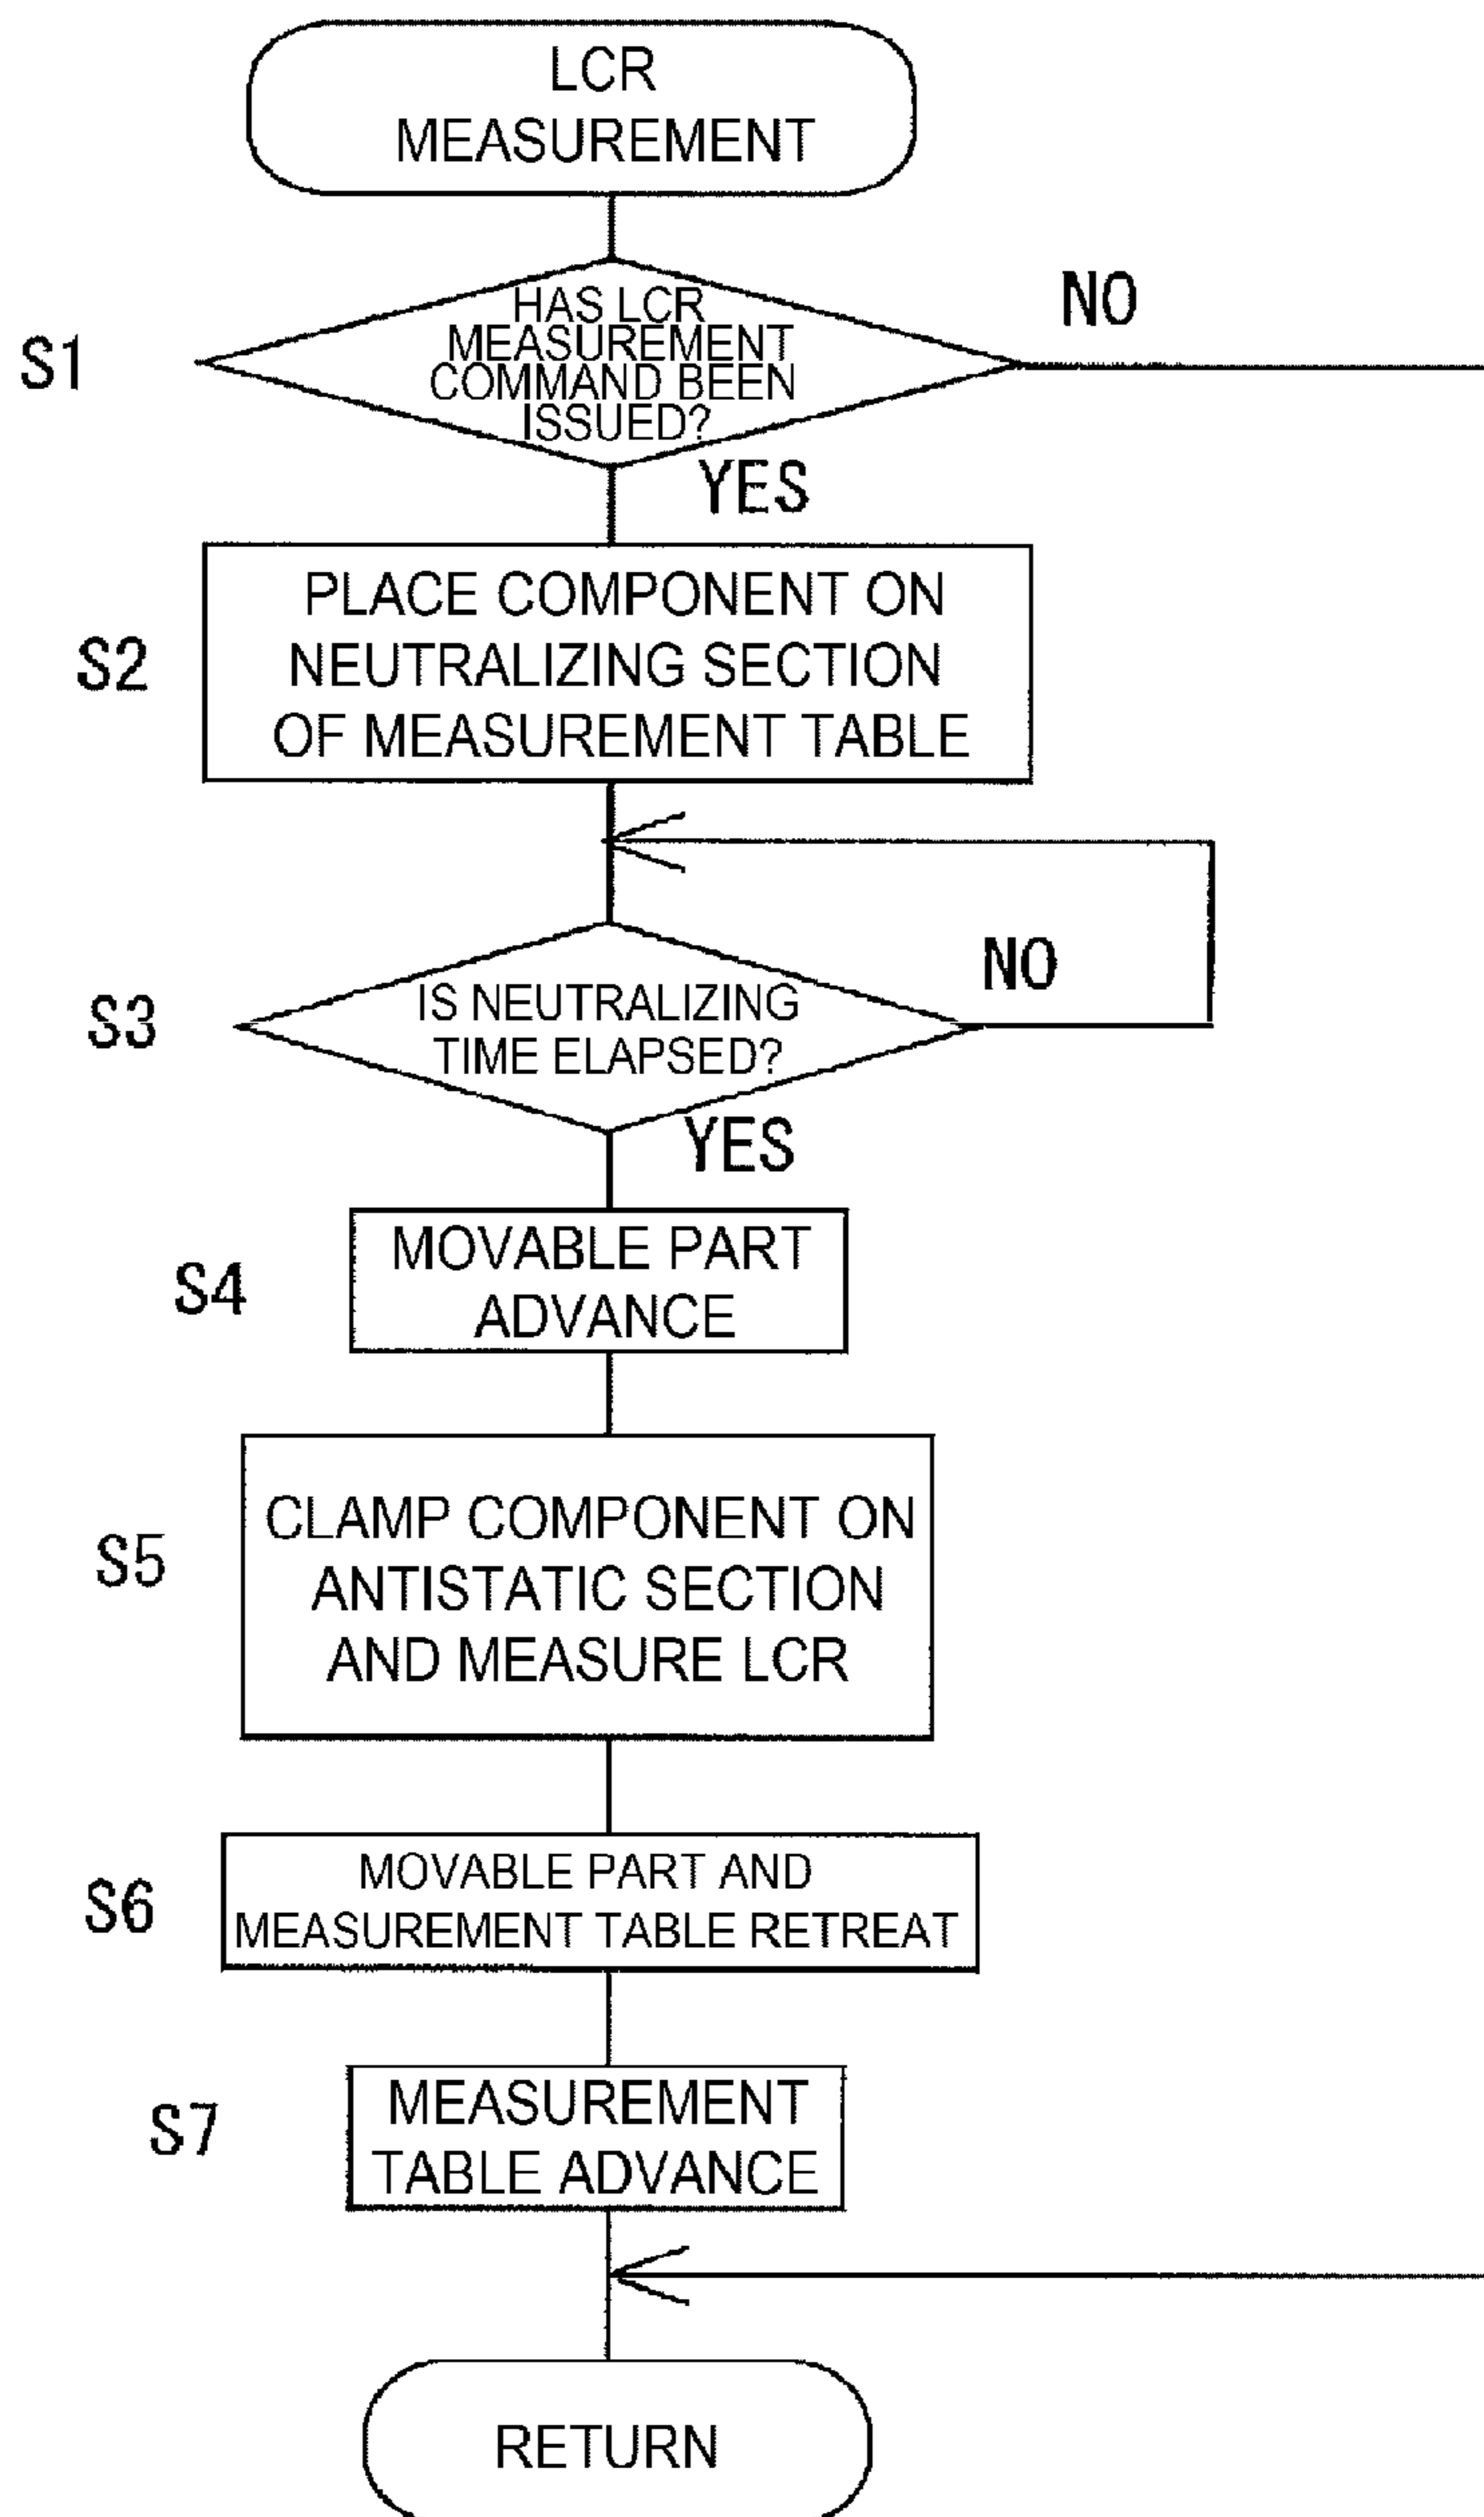 LCR
MEASUREMENT
HAS LCR
MEASUREMENT
COMMAND BEEN
ISSUED?
NO
S1
YES
PLACE COMPONENT ON
NEUTRALIZING SECTION
OF MEASUREMENT TABLE
S2
NO
IS NEUTRALIZING
TIME ELAPSED?
S3
YES
MOVABLE PART
ADVANCE
S4
CLAMP COMPONENT ON
ANTISTATIC SECTION
AND MEASURE LCR
S5
MOVABLE PART AND
MEASUREMENT TABLE RETREAT
S6
MEASUREMENT
TABLE ADVANCE
S7
RETURN